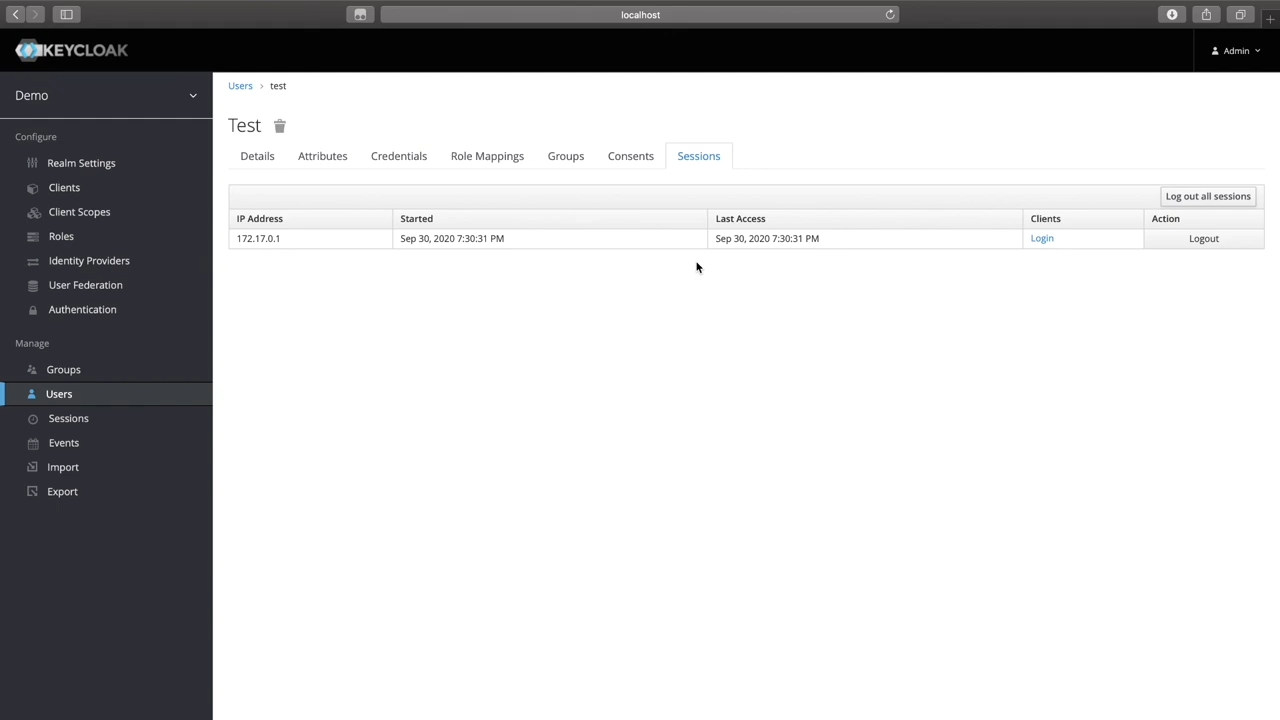 localhost
KEYCLOAK
Admin
Demo
Configure
Realm Settings
Clients
Client Scopes
Roles
Identity Providers
User Federation
Authentication
Manage
Groups
Users
Sessions
Events
Import
Export
Users › test
Test
Details Attributes Credentials Role Mappings Groups Consents Sessions
Log out all sessions
IP Address Started Last Access Clients Action
172.17.0.1 Sep 30, 2020 7:30:31 PM Sep 30, 2020 7:30:31 PM Login Logout